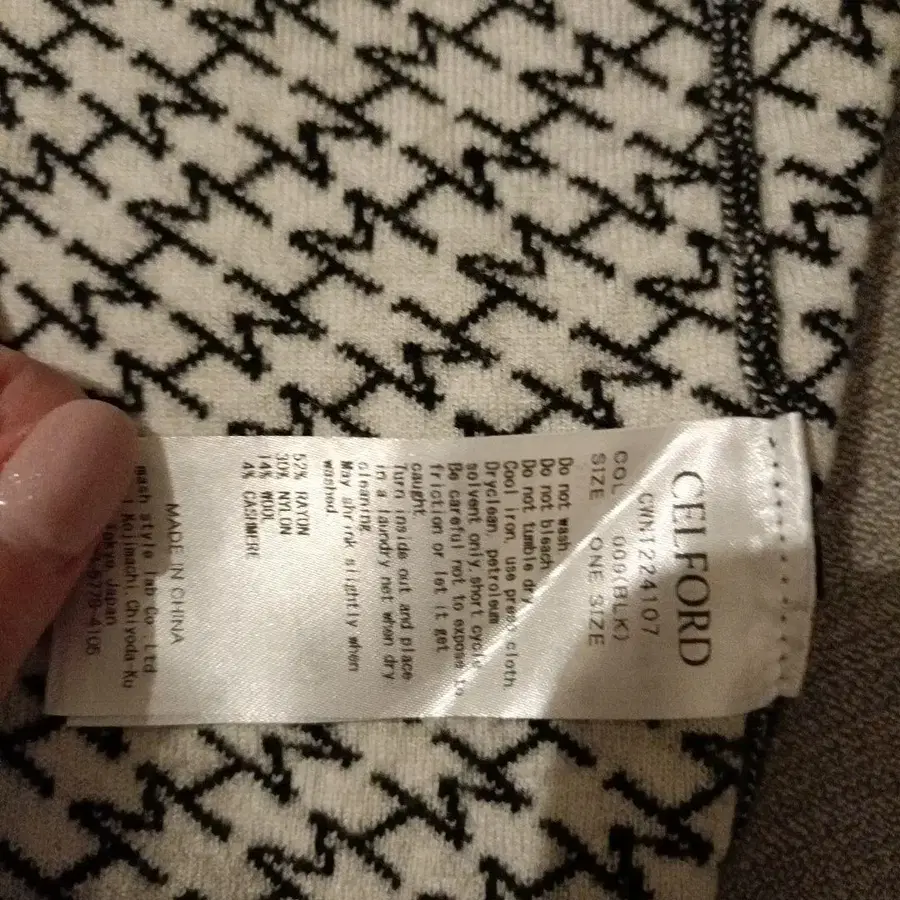 CELFORD
CWNT224107
COL 009(BLK)
SIZE ONE SIZE
Do not wash
Do not bleach
Do not tumble dry
Cool iron, use press cloth
Dryclean, petroleum
solvent only,short cycle
Be careful not to expose to
friction or let it get
caught.
Turn inside out and place
in a laundry net when dry
cleaning.
May shrink slightly when
washed.
52% RAYON
30% NYLON
14% WOOL
4% CASHMERE
MADE IN CHINA
mash style lab Co.,Ltd
Kojimachi,Chiyoda-Ku
Tokyo,Japan
4105